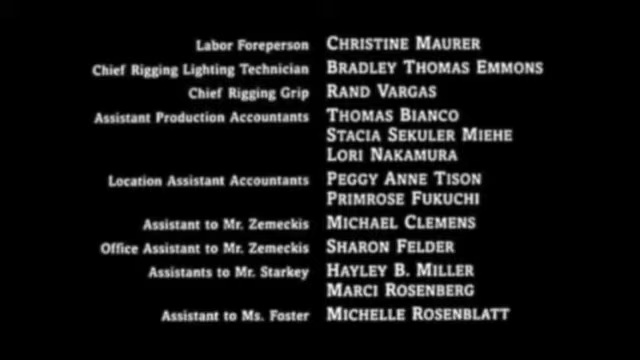 Labor Foreperson CHRISTINE MAURER
Chief Rigging Lighting Technician BRADLEY THOMAS EMMONS
Chief Rigging Grip RAND VARGAS
Assistant Production Accountants THOMAS BIANCO
STACIA SEKULER MIEHE
LORI NAKAMURA
Location Assistant Accountants PEGGY ANNE TISON
PRIMROSE FUKUCHI
Assistant to Mr. Zemeckis MICHAEL CLEMENS
Office Assistant to Mr. Zemeckis SHARON FELDER
Assistants to Mr. Starkey HAYLEY B. MILLER
MARCI ROSENBERG
Assistant to Ms. Foster MICHELLE ROSENBLATT